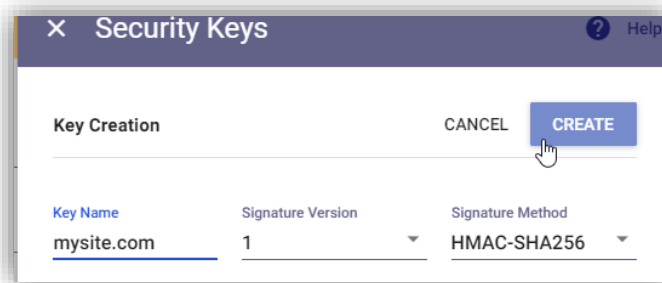 × Security Keys ? Help
Key Creation CANCEL CREATE
Key Name Signature Version Signature Method
mysite.com 1 HMAC-SHA256